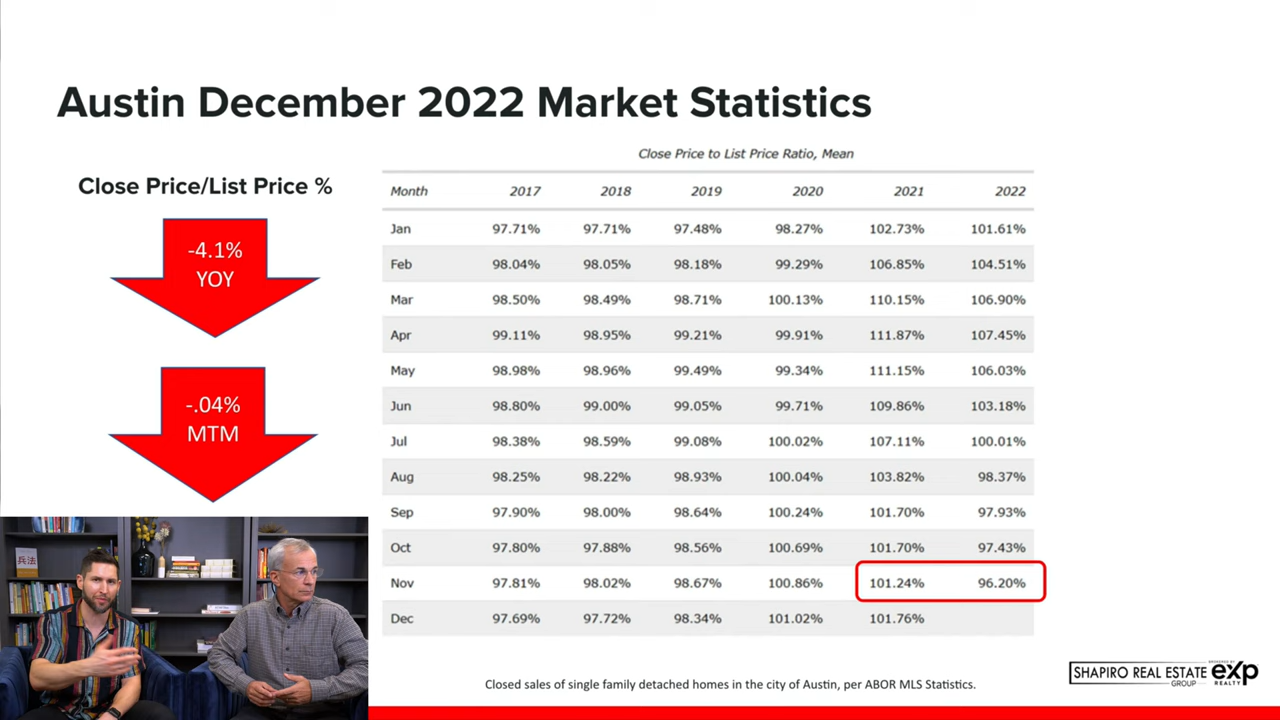 Austin December 2022 Market Statistics
Close Price/List Price %
-4.1%
YOY
-.04%
MTM
Close Price to List Price Ratio, Mean
Month 2017 2018 2019 2020 2021 2022
Jan 97.71% 97.71% 97.48% 98.27% 102.73% 101.61%
Feb 98.04% 98.05% 98.18% 99.29% 106.85% 104.51%
Mar 98.50% 98.49% 98.71% 100.13% 110.15% 106.90%
Apr 99.11% 98.95% 99.21% 99.91% 111.87% 107.45%
May 98.98% 98.96% 99.49% 99.34% 111.15% 106.03%
Jun 98.80% 99.00% 99.05% 99.71% 109.86% 103.18%
Jul 98.38% 98.59% 99.08% 100.02% 107.11% 100.01%
Aug 98.25% 98.22% 98.93% 100.04% 103.82% 98.37%
Sep 97.90% 98.00% 98.64% 100.24% 101.70% 97.93%
Oct 97.80% 97.88% 98.56% 100.69% 101.70% 97.43%
Nov 97.81% 98.02% 98.67% 100.86% 101.24% 96.20%
Dec 97.69% 97.72% 98.34% 101.02% 101.76%
兵法
Closed sales of single family detached homes in the city of Austin, per ABOR MLS Statistics.
SHAPIRO REAL ESTATE
GROUP
exp
REALTY